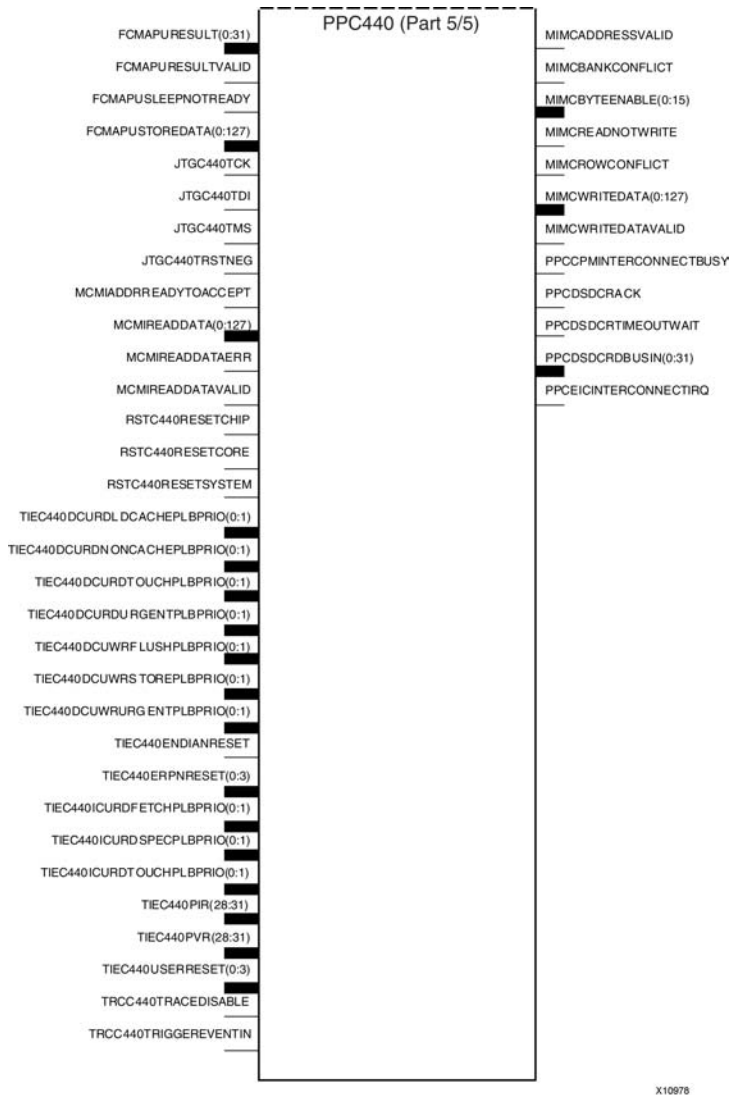 PPC440 (Part 5/5)
FCMAPURESULT(0:31)
FCMAPURESULTVALID
FCMAPUSLEEPNOTREADY
FCMAPUSTOREDATA(0:127)
JTGC440TCK
JTGC440TDI
JTGC440TMS
JTGC440TRSTNEG
MCMIADDRREADYTOACCEPT
MCMIREADDATA(0:127)
MCMIREADDATAERR
MCMIREADDATAVALID
RSTC440RESETCHIP
RSTC440RESETCORE
RSTC440RESETSYSTEM
TIEC440DCURDLDCACHEPLBPRIO(0:1)
TIEC440DCURDNONCACHEPLBPRIO(0:1)
TIEC440DCURDTOUCHPLBPRIO(0:1)
TIEC440DCURDURGENTPLBPRIO(0:1)
TIEC440DCUWRFLUSHPLBPRIO(0:1)
TIEC440DCUWRSTOREPLBPRIO(0:1)
TIEC440DCUWRURGENTPLBPRIO(0:1)
TIEC440ENDIANRESET
TIEC440ERPNRESET(0:3)
TIEC440ICURDFETCHPLBPRIO(0:1)
TIEC440ICURDSPECPLBPRIO(0:1)
TIEC440ICURDTOUCHPLBPRIO(0:1)
TIEC440PIR(28:31)
TIEC440PVR(28:31)
TIEC440USERRESET(0:3)
TRCC440TRACEDISABLE
TRCC440TRIGGEREVENTIN
MIMCADDRESSVALID
MIMCBANKCONFLICT
MIMCBYTEENABLE(0:15)
MIMCREADNOTWRITE
MIMCROWCONFLICT
MIMCWRITEDATA(0:127)
MIMCWRITEDATAVALID
PPCCPMINTERCONNECTBUSY
PPCDSDCRACK
PPCDSDCRTIMEOUTWAIT
PPCDSDCRDBUSIN(0:31)
PPCEICINTERCONNECTIRQ
X10978